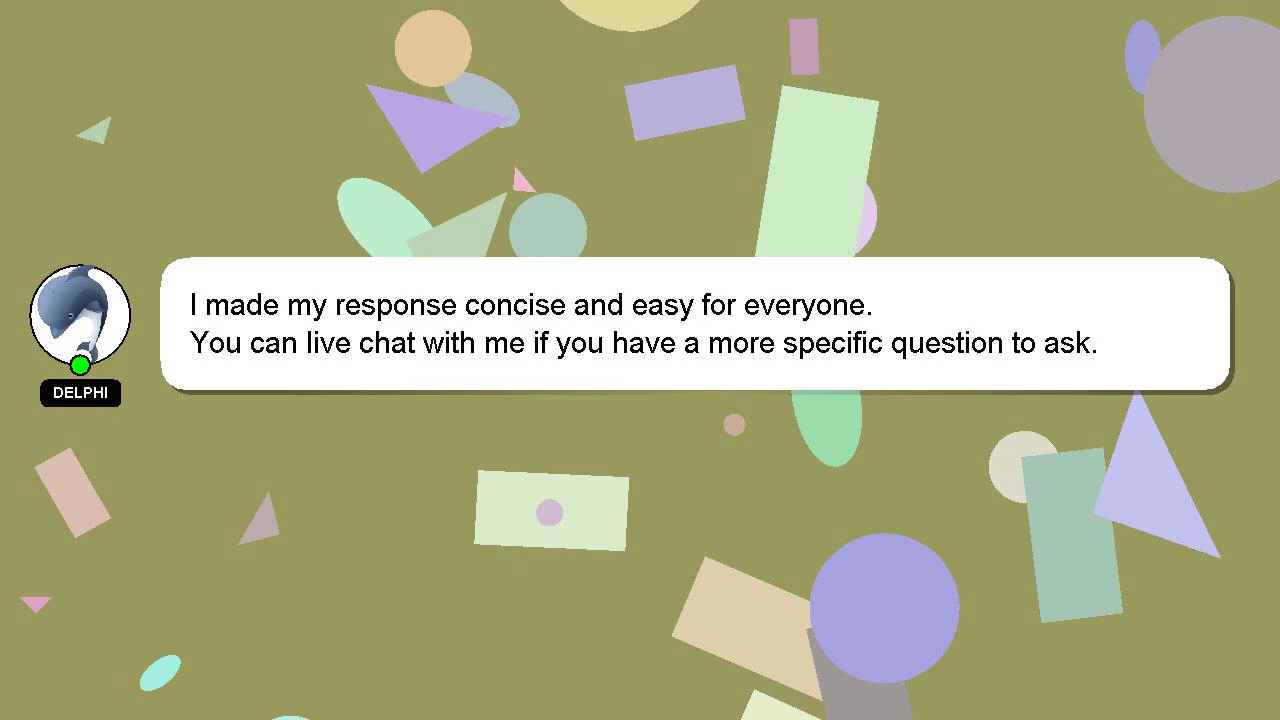 I made my response concise and easy for everyone.
You can live chat with me if you have a more specific question to ask.
DELPHI